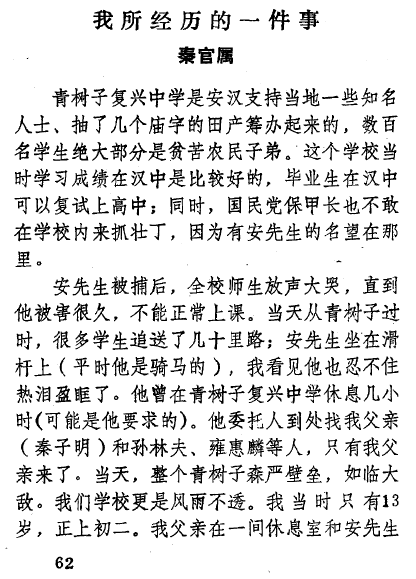 我所经历的一件事
秦官属
青树子复兴中学是安汉支持当地一些知名
人士、抽了几个庙字的田产筹办起来的，数百
名学生绝大部分是贫苦农民子弟。这个学校当
时学习成绩在汉中是比较好的，毕业生在汉中
可以复试上高中；同时，国民党保甲长也不敢
在学校内来抓壮丁，因为有安先生的名望在那
里。
安先生被捕后，全校师生放声大哭，直到
他被害很久，不能正常上课。当天从青树子过
时，很多学生追送了几十里路；安先生坐在滑
杆上（平时他是骑马的），我看见他也忍不住
热泪盈眶了。他曾在青树子复兴中学休息几小
时(可能是他要求的)。他委托人到处找我父亲
（秦子明）和孙林夫、雍惠麟等人，只有我父
亲来了。当天，整个青树子森严壁垒，如临大
敌。我们学校更是风雨不透。我当时只有13
岁，正上初二。我父亲在一间休息室和安先生
62